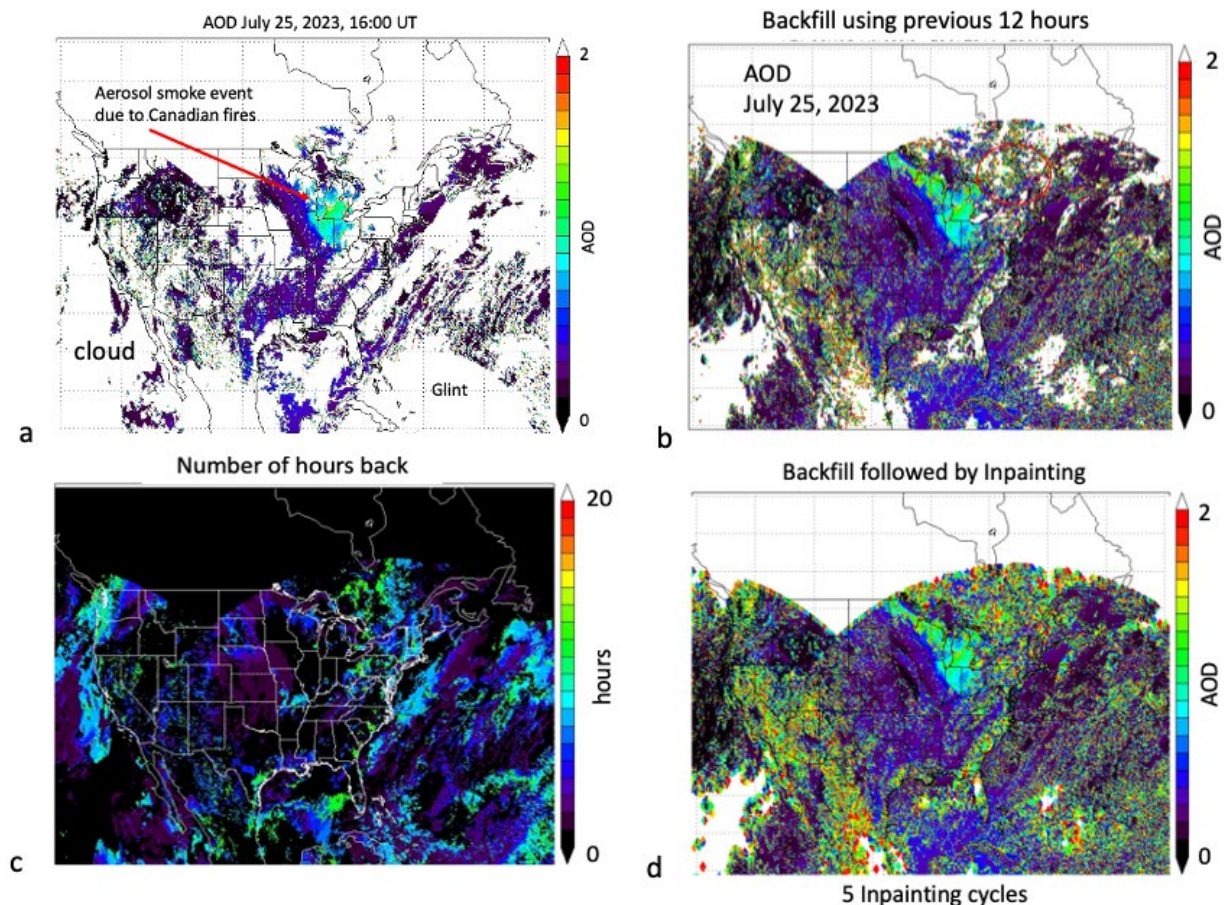 AOD July 25, 2023, 16:00 UT
2
Aerosol smoke event
due to Canadian fires
AOD
cloud
Glint
0
a
Backfill using previous 12 hours
2
AOD
July 25, 2023
AOD
0
b
Number of hours back
20
hours
0
c
Backfill followed by Inpainting
2
AOD
0
d
5 Inpainting cycles